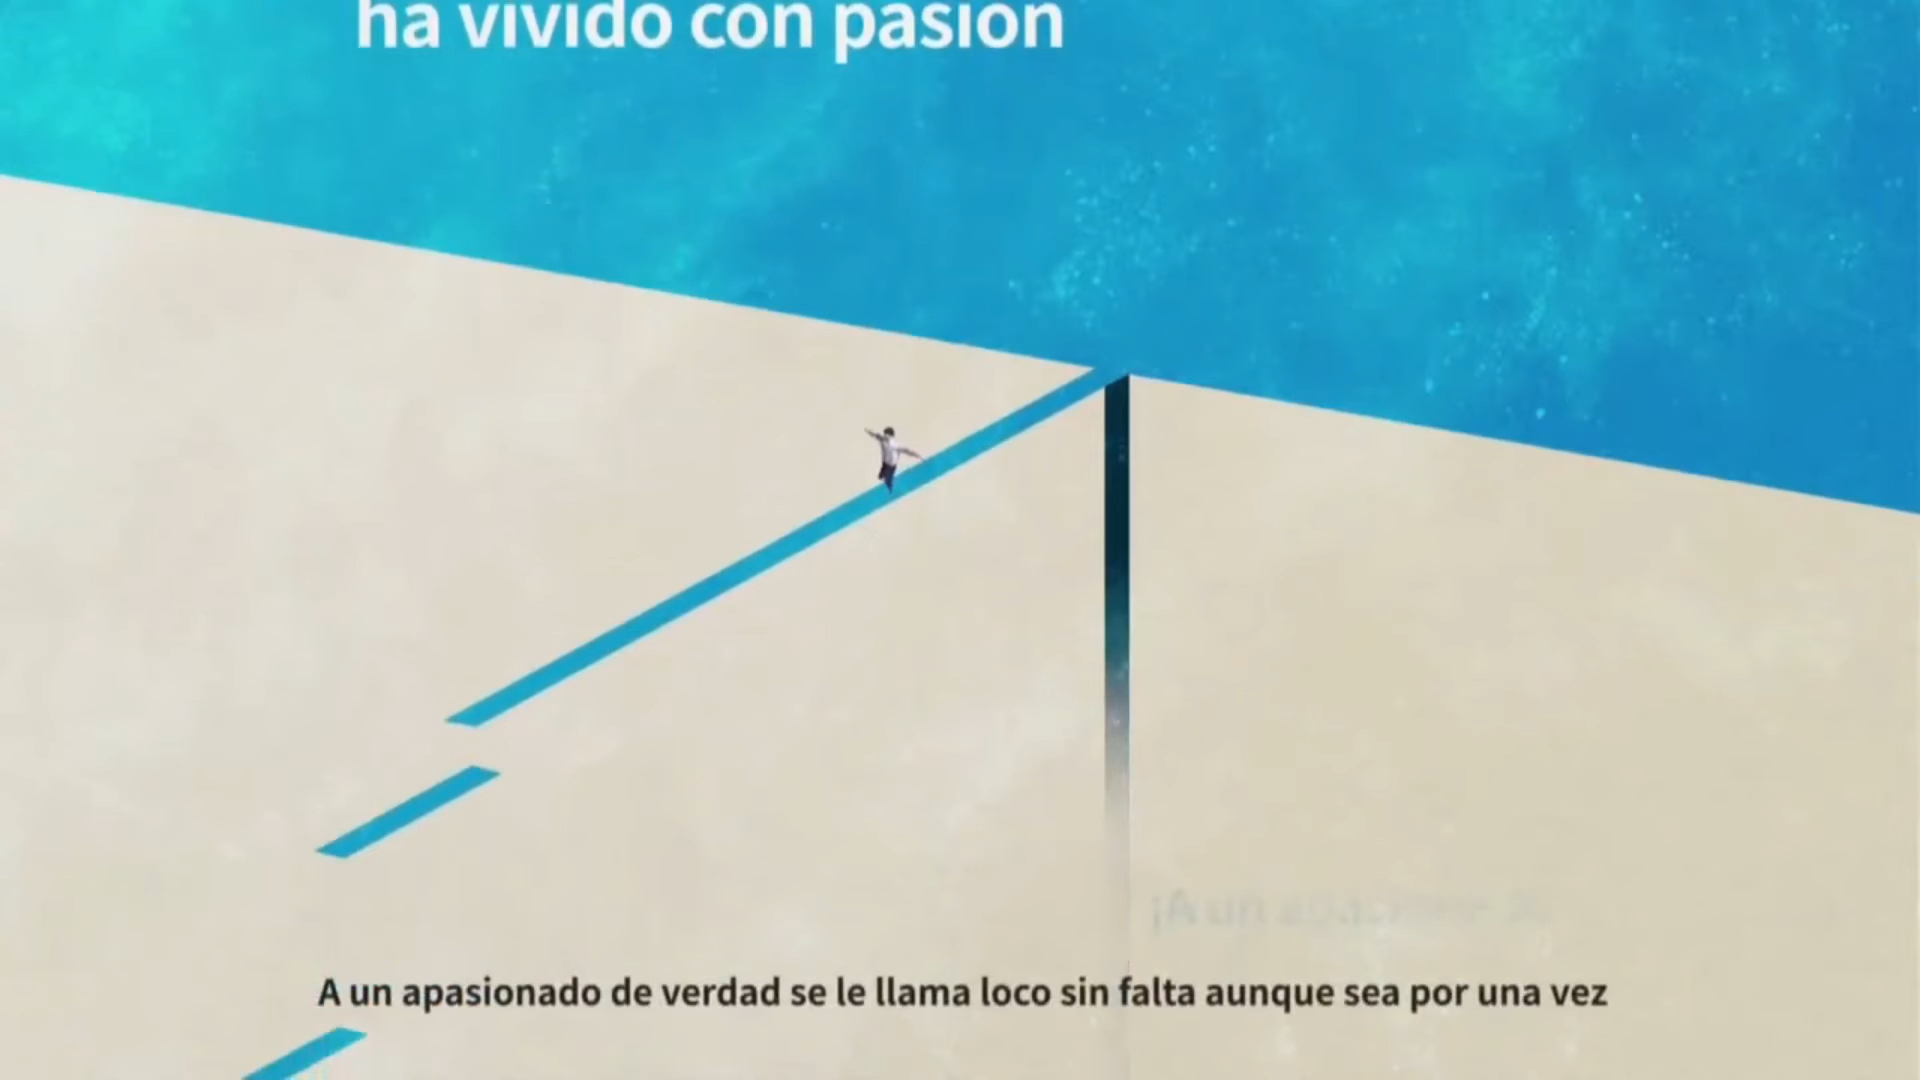 ha vivido con pasión
¡A un
A un apasionado de verdad se le llama loco sin falta aunque sea por una vez